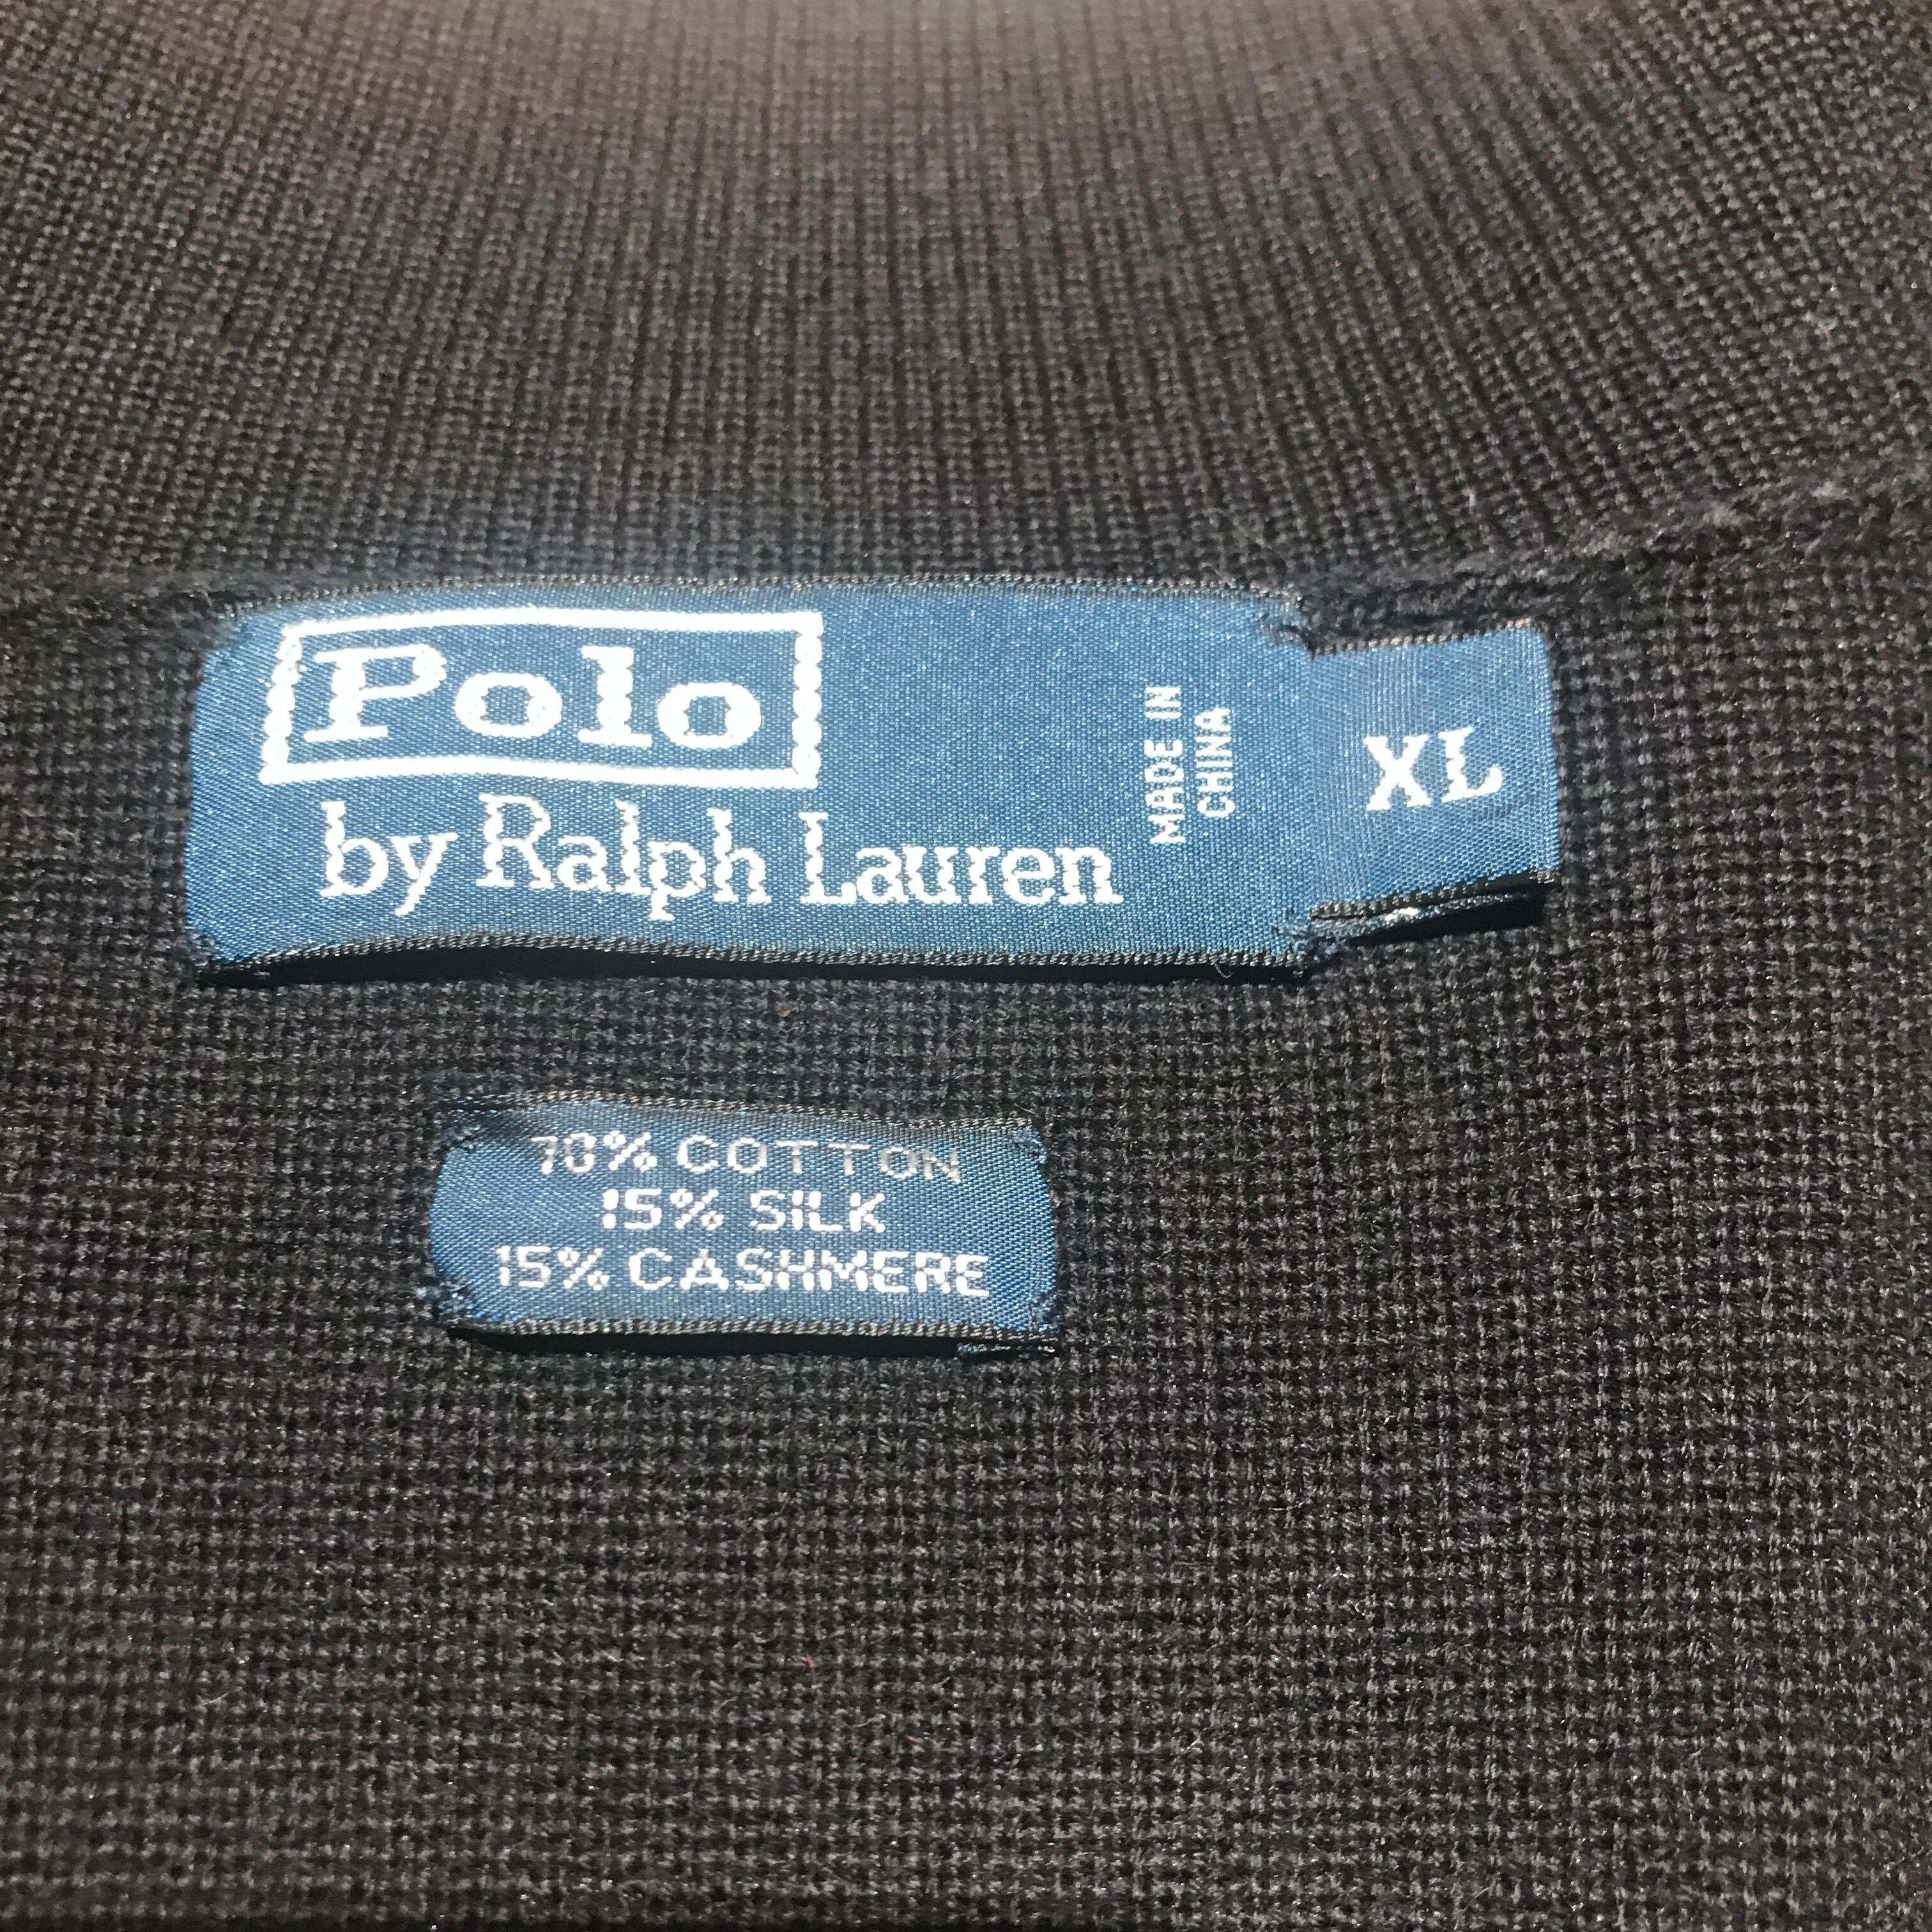 Polo
by Ralph Lauren
MADE IN
CHINA
XL
70% COTTON
15% SILK
15% CASHMERE